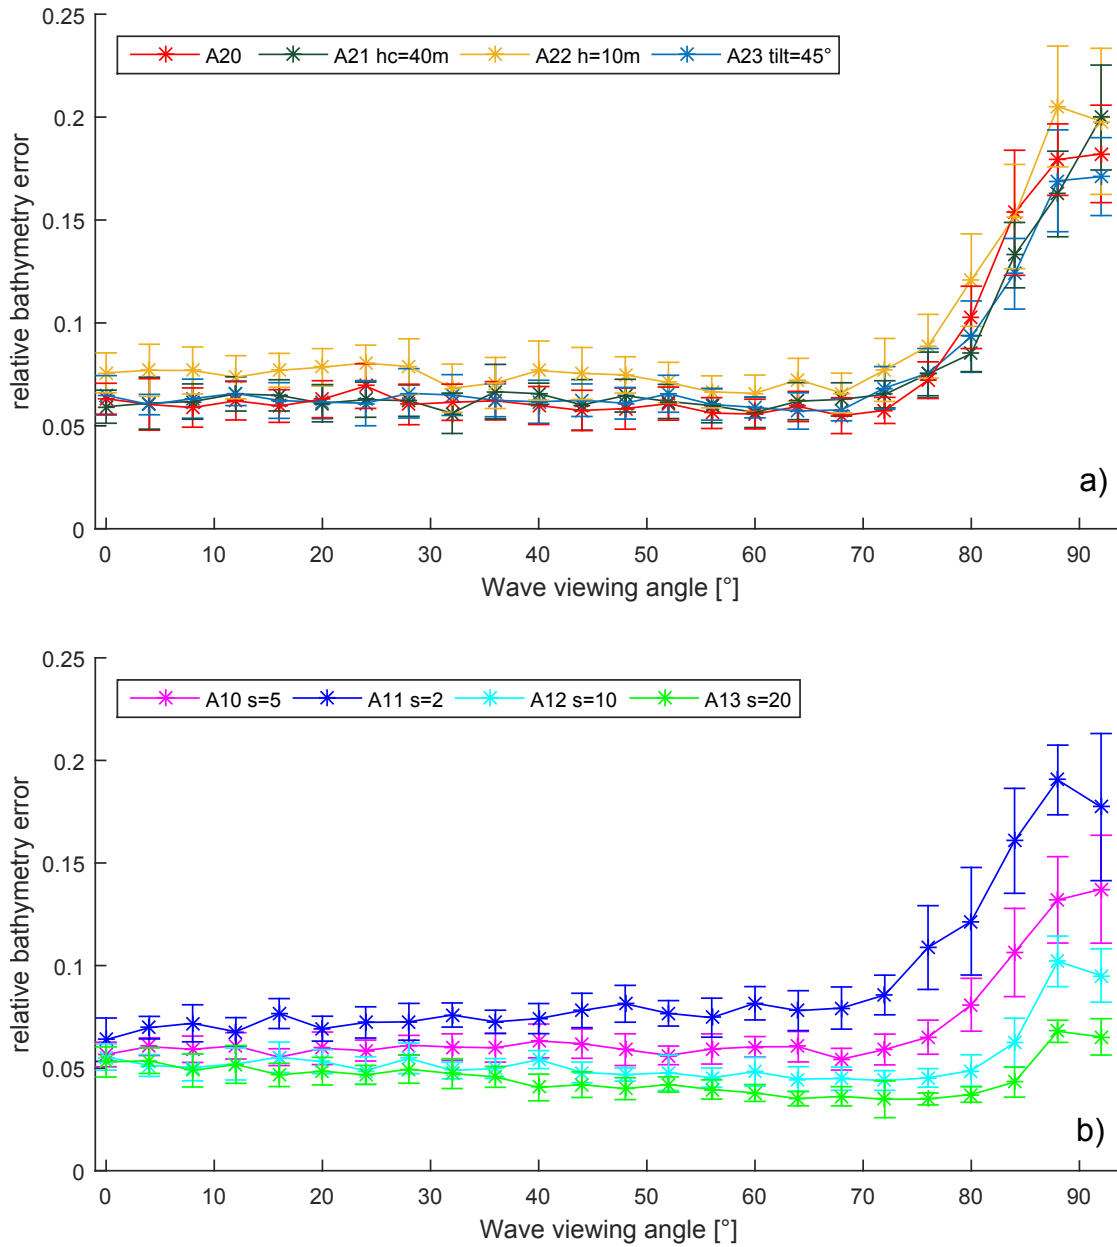 0.25
A20 A21 hc=40m A22 h=10m A23 tilt=45°
0.2
0.15
0.1
0.05
0
relative bathymetry error
a)
0 10 20 30 40 50 60 70 80 90
Wave viewing angle [°]
0.25
A10 s=5 A11 s=2 A12 s=10 A13 s=20
0.2
0.15
0.1
0.05
0
relative bathymetry error
b)
0 10 20 30 40 50 60 70 80 90
Wave viewing angle [°]